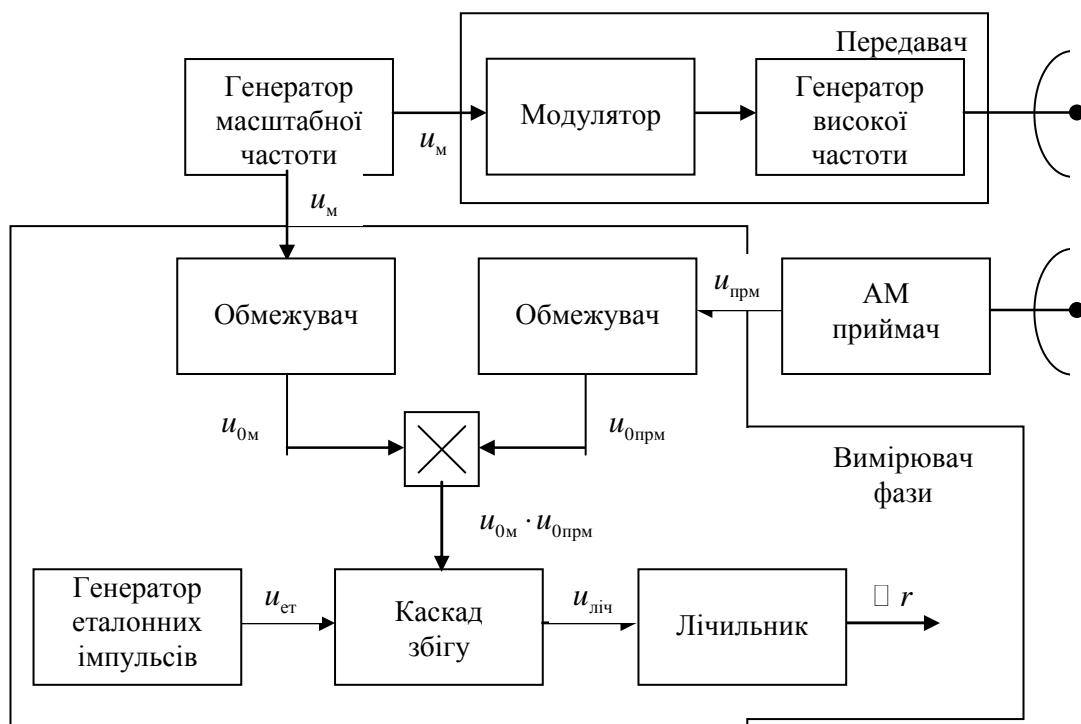 Передавач
Генератор
масштабної
частоти
Модулятор
Генератор
високої
частоти
uм
uм
Обмежувач
Обмежувач
uпрм
АМ
приймач
u0м
u0прм
Вимірювач
фази
u0м · u0прм
Генератор
еталонних
імпульсів
uет
Каскад
збігу
uліч
Лічильник
□ r